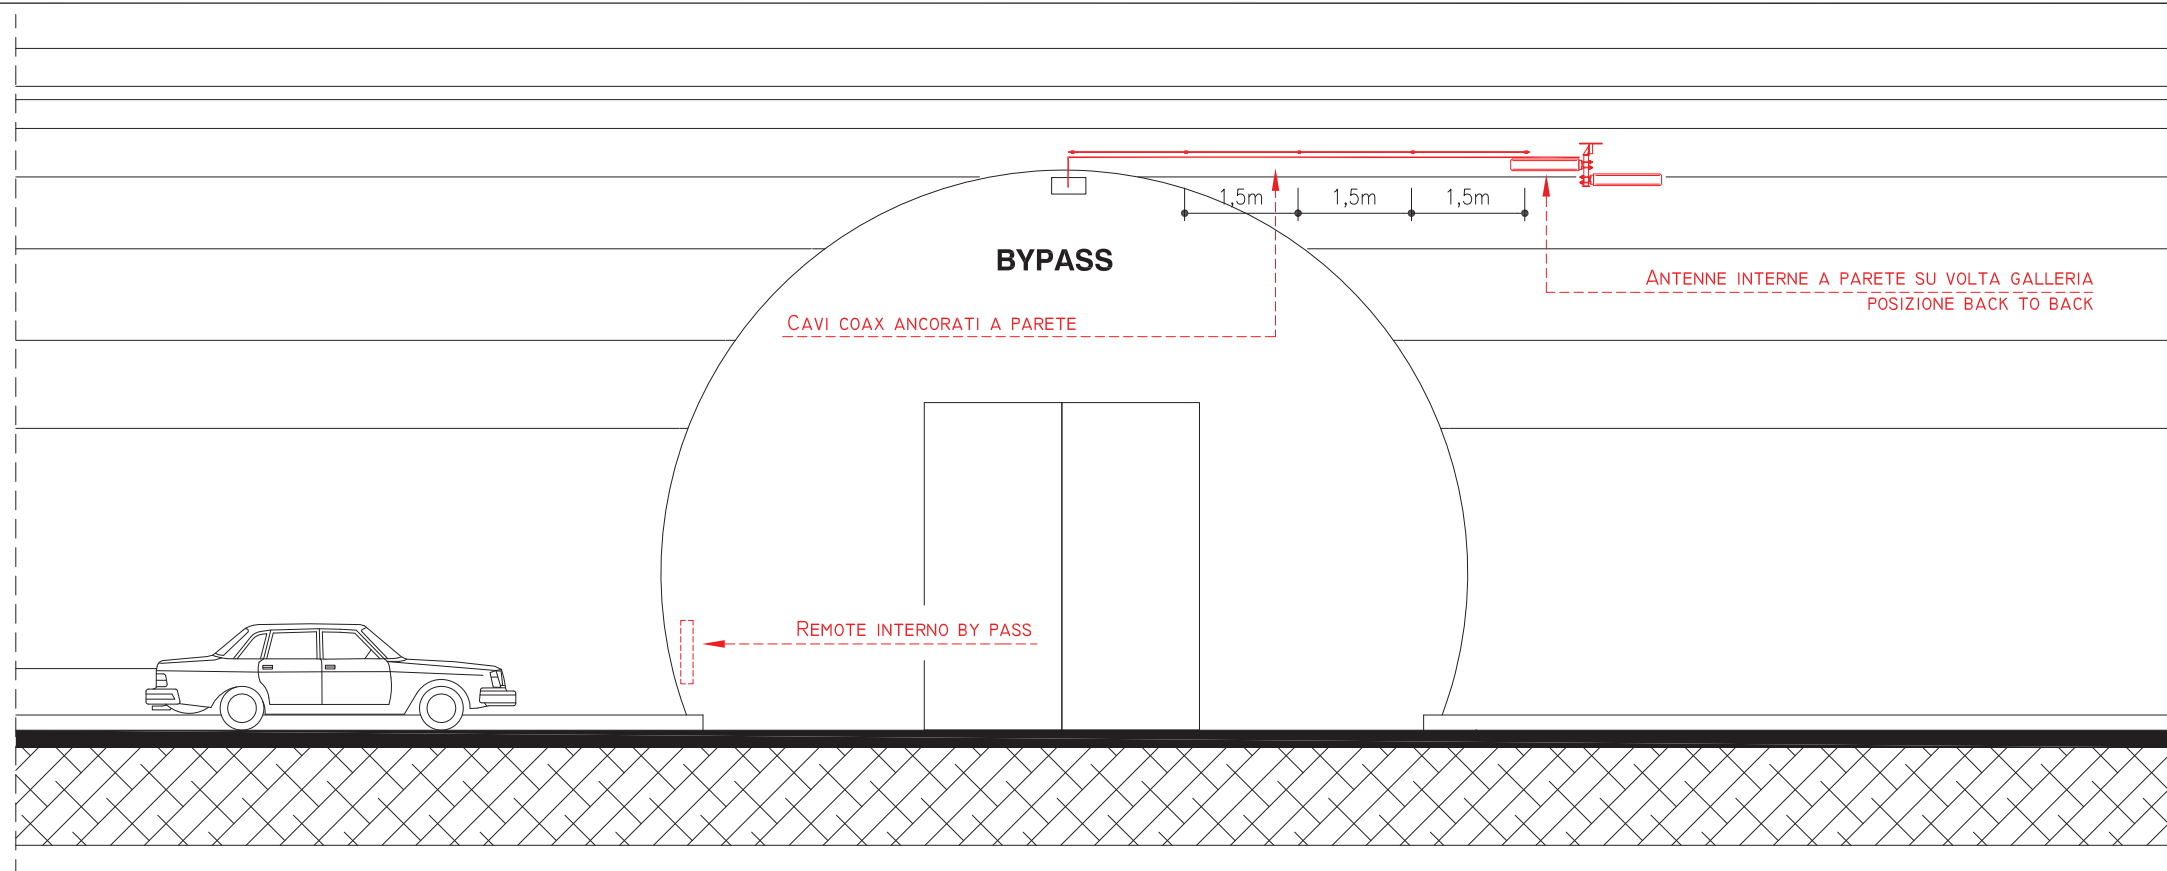 1,5m 1,5m 1,5m
BYPASS
Antenne interne a parete su volta galleria
posizione back to back
Cavi coax ancorati a parete
Remote interno by pass